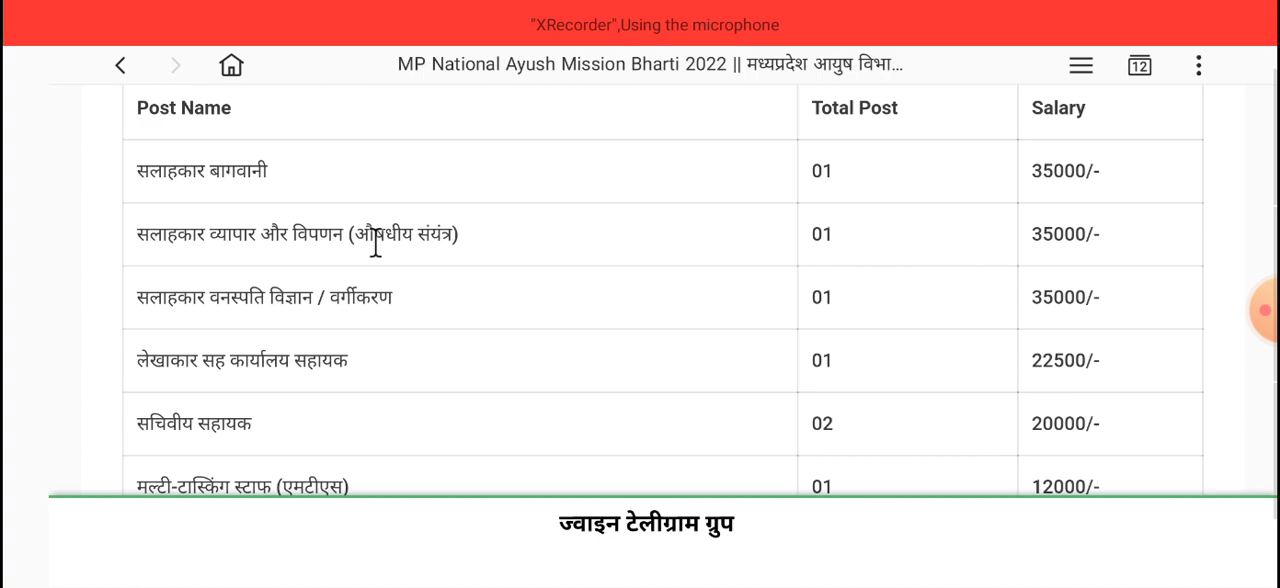 "XRecorder",Using the microphone
MP National Ayush Mission Bharti 2022 || मध्यप्रदेश आयुष विभा...
12
Post Name Total Post Salary
सलाहकार बागवानी 01 35000/-
सलाहकार व्यापार और विपणन (औषधीय संयंत्र) 01 35000/-
सलाहकार वनस्पति विज्ञान / वर्गीकरण 01 35000/-
लेखाकार सह कार्यालय सहायक 01 22500/-
सचिवीय सहायक 02 20000/-
मल्टी-टास्किंग स्टाफ (एमटीएस) 01 12000/-
ज्वाइन टेलीग्राम ग्रुप